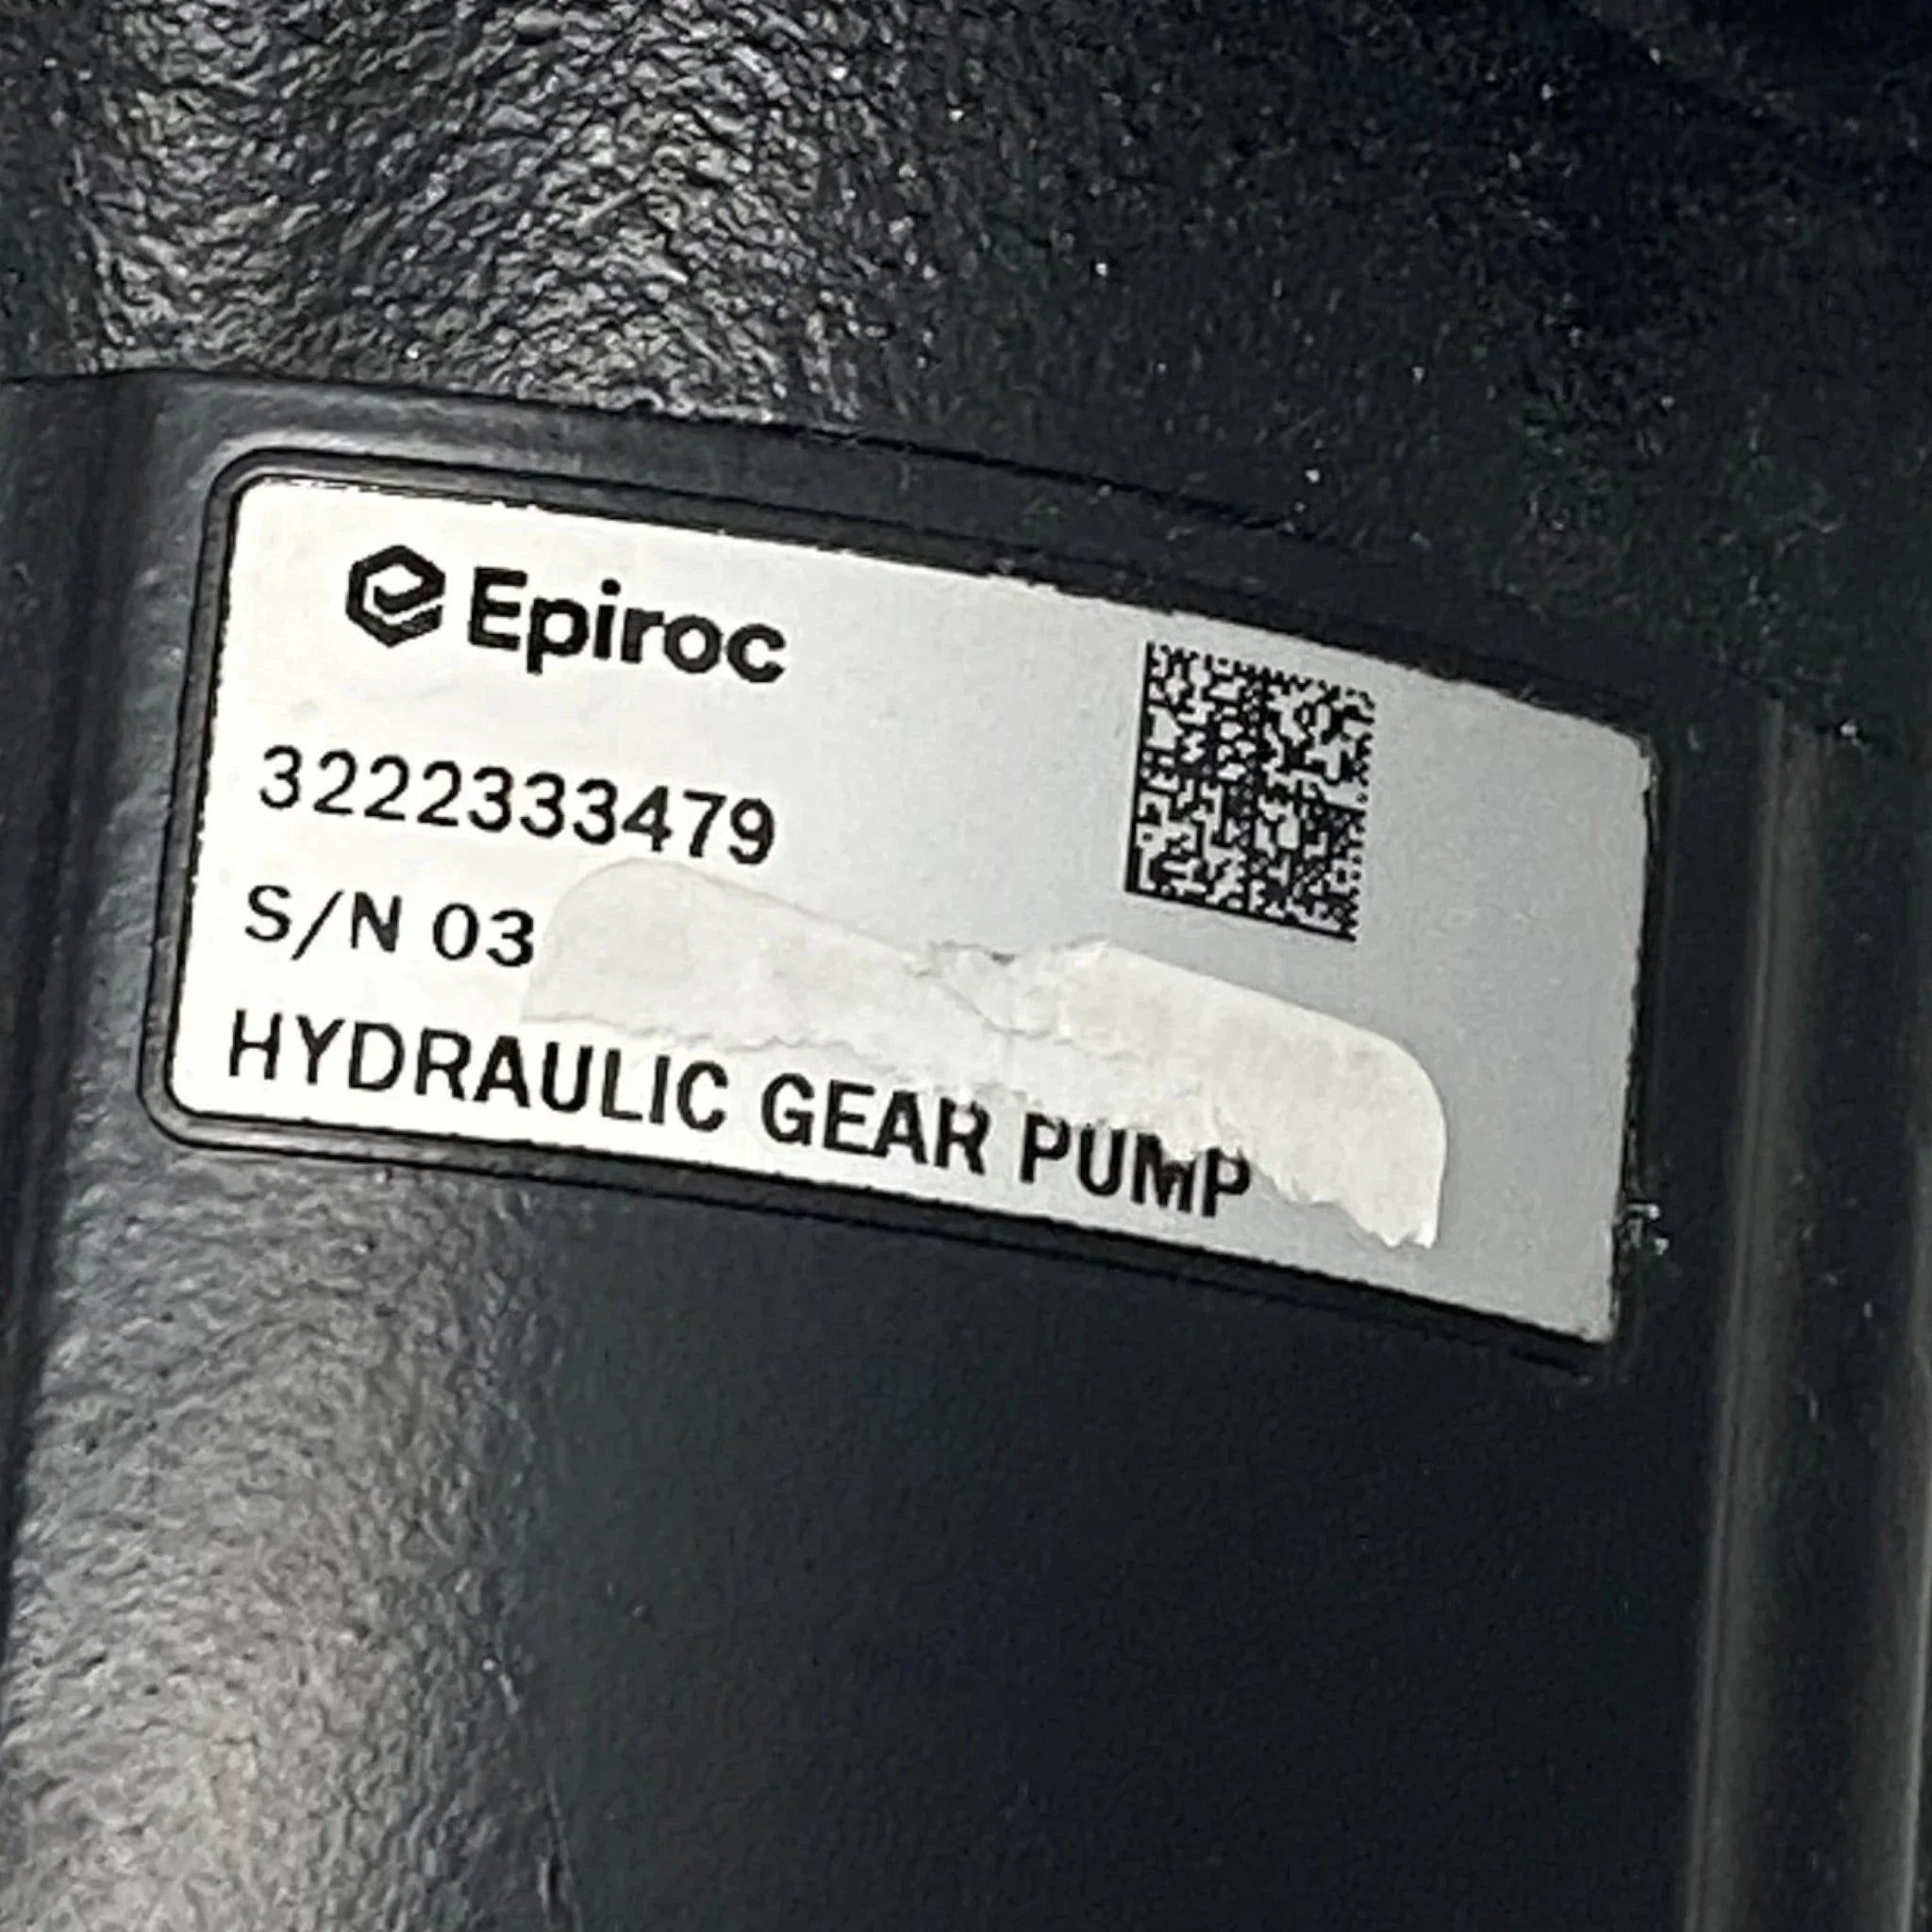 Epiroc
3222333479
S/N 03
HYDRAULIC GEAR PUMP